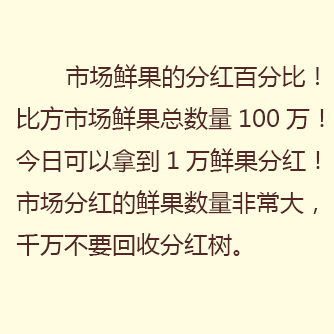 市场鲜果的分红百分比！
比方市场鲜果总数量 100 万！
今日可以拿到 1 万鲜果分红！
市场分红的鲜果数量非常大，
千万不要回收分红树。